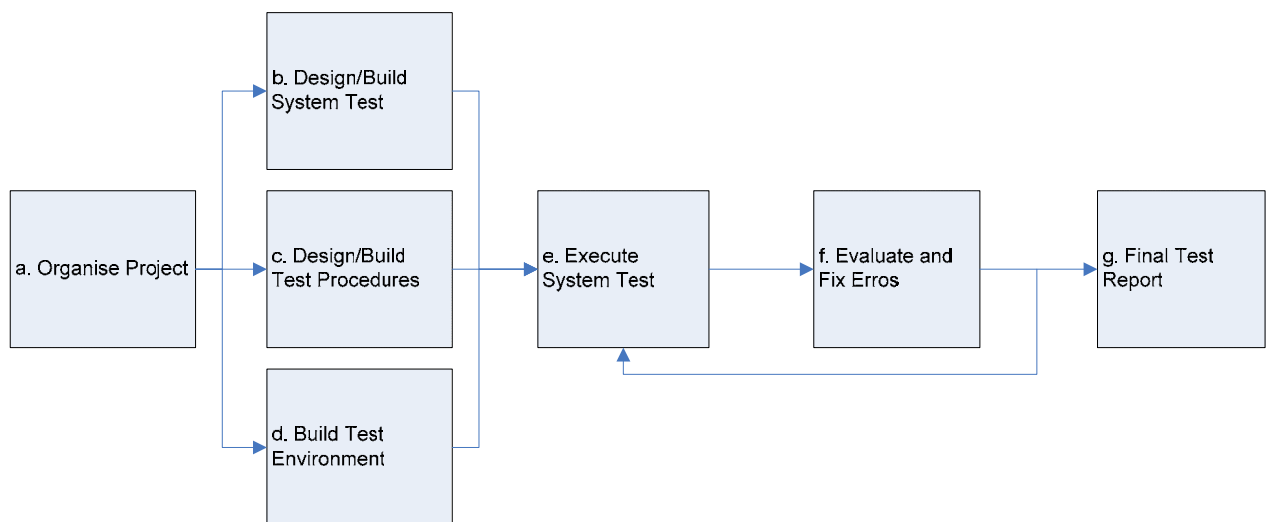 a. Organise Project
b. Design/Build
System Test
c. Design/Build
Test Procedures
d. Build Test
Environment
e. Execute
System Test
f. Evaluate and
Fix Erros
g. Final Test
Report